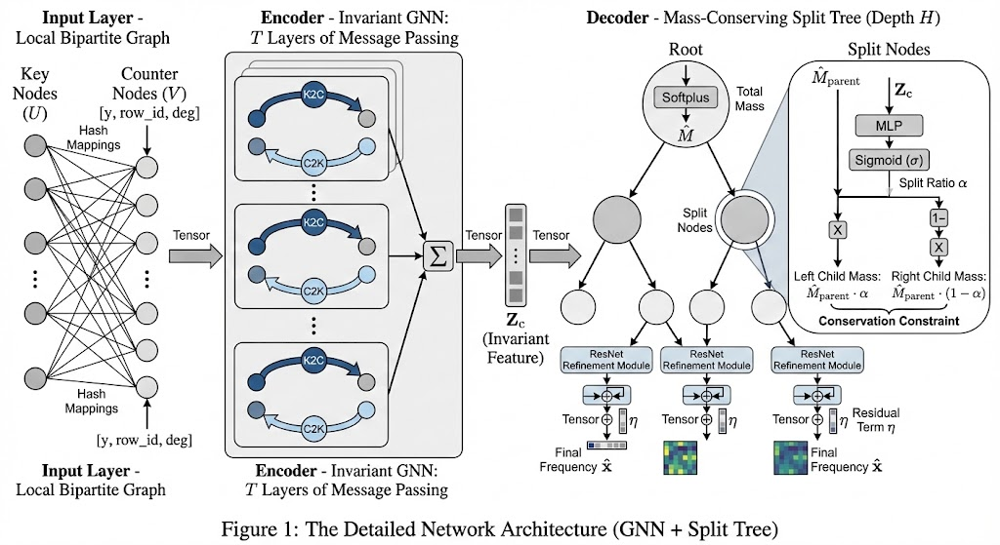 Input Layer -
Local Bipartite Graph
Key
Nodes
(U)
Counter
Nodes (V)
[y, row_id, deg]
Hash
Mappings
Hash
Mappings
[y, row_id, deg]
Input Layer -
Local Bipartite Graph
Tensor
Encoder - Invariant GNN:
T Layers of Message Passing
K2C
C2K
K2C
C2K
K2C
C2K
Σ
Encoder - Invariant GNN:
T Layers of Message Passing
Tensor
Z_c
(Invariant
Feature)
Tensor
Decoder - Mass-Conserving Split Tree (Depth H)
Root
Softplus
M̂
Total
Mass
Split
Nodes
Split Nodes
M̂_parent
Z_c
MLP
Sigmoid (σ)
Split Ratio α
X
1-
X
Left Child Mass:
M̂_parent · α
Right Child Mass:
M̂_parent · (1 − α)
Conservation Constraint
ResNet
Refinement Module
ResNet
Refinement Module
ResNet
Refinement Module
Tensor
η
Tensor
η
Tensor
η
Residual
Term η
Final
Frequency x̂
Final
Frequency x̂
Figure 1: The Detailed Network Architecture (GNN + Split Tree)